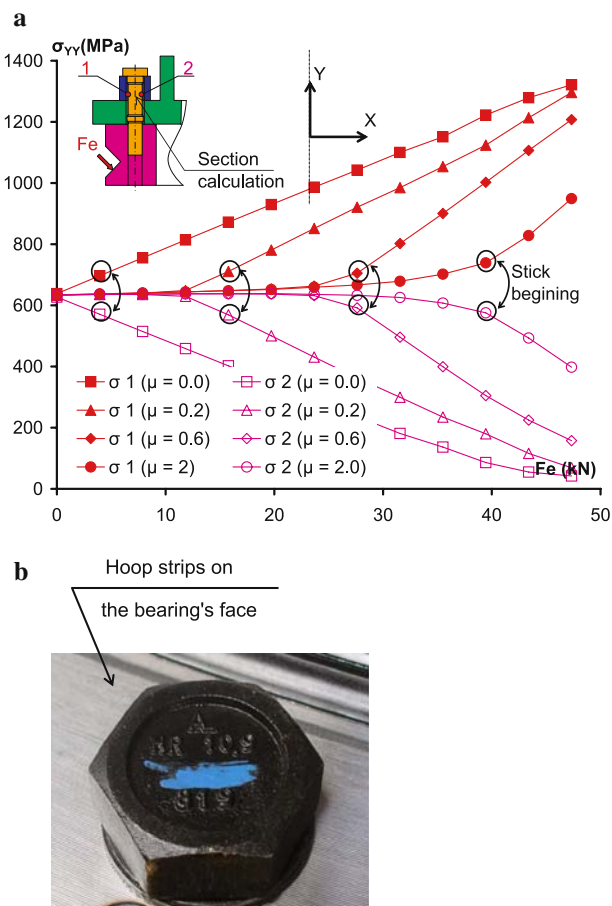 a
σYY(MPa)
1400
1200
1000
800
600
400
200
0
0
10
20
30
40
50
Fe (kN)
1
2
Fe
Section
calculation
Y
X
Stick
begining
σ 1 (μ = 0.0)
σ 2 (μ = 0.0)
σ 1 (μ = 0.2)
σ 2 (μ = 0.2)
σ 1 (μ = 0.6)
σ 2 (μ = 0.6)
σ 1 (μ = 2)
σ 2 (μ = 2.0)
b
Hoop strips on
the bearing's face
10.9